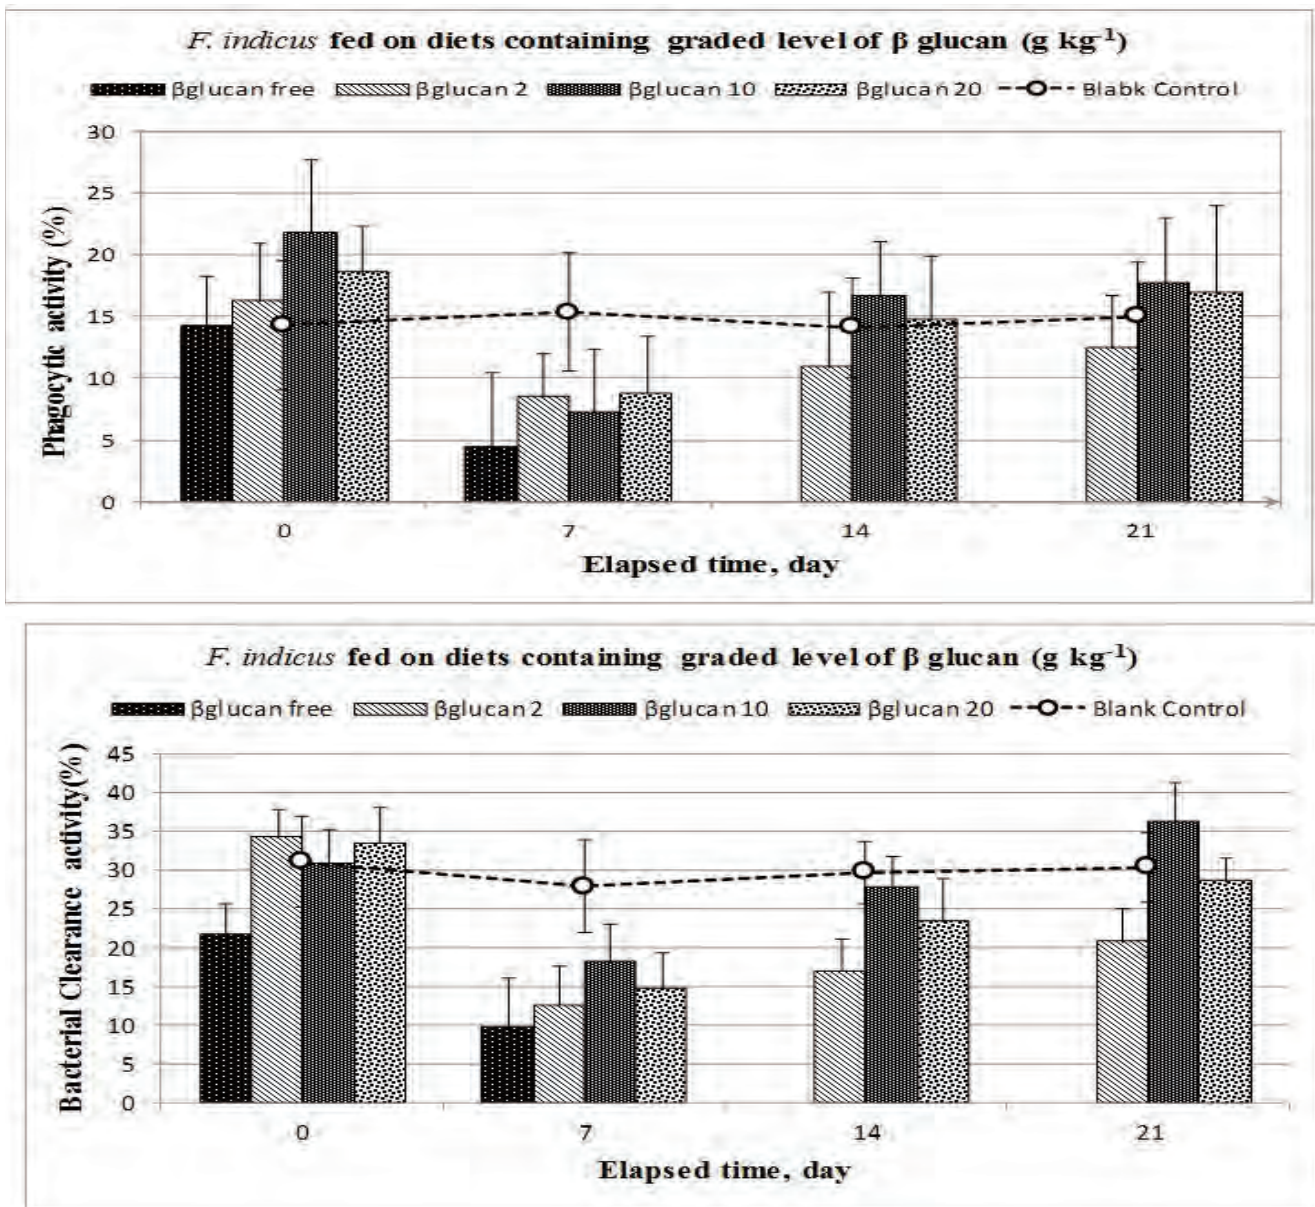 F. indicus fed on diets containing graded level of β glucan (g kg⁻¹)
βglucan free βglucan 2 βglucan 10 βglucan 20 Blabk Control
30
25
20
15
10
5
0
Phagocytic activity (%)
0 7 14 21
Elapsed time, day
F. indicus fed on diets containing graded level of β glucan (g kg⁻¹)
βglucan free βglucan 2 βglucan 10 βglucan 20 Blank Control
45
40
35
30
25
20
15
10
5
0
Bacterial Clearance activity(%)
0 7 14 21
Elapsed time, day